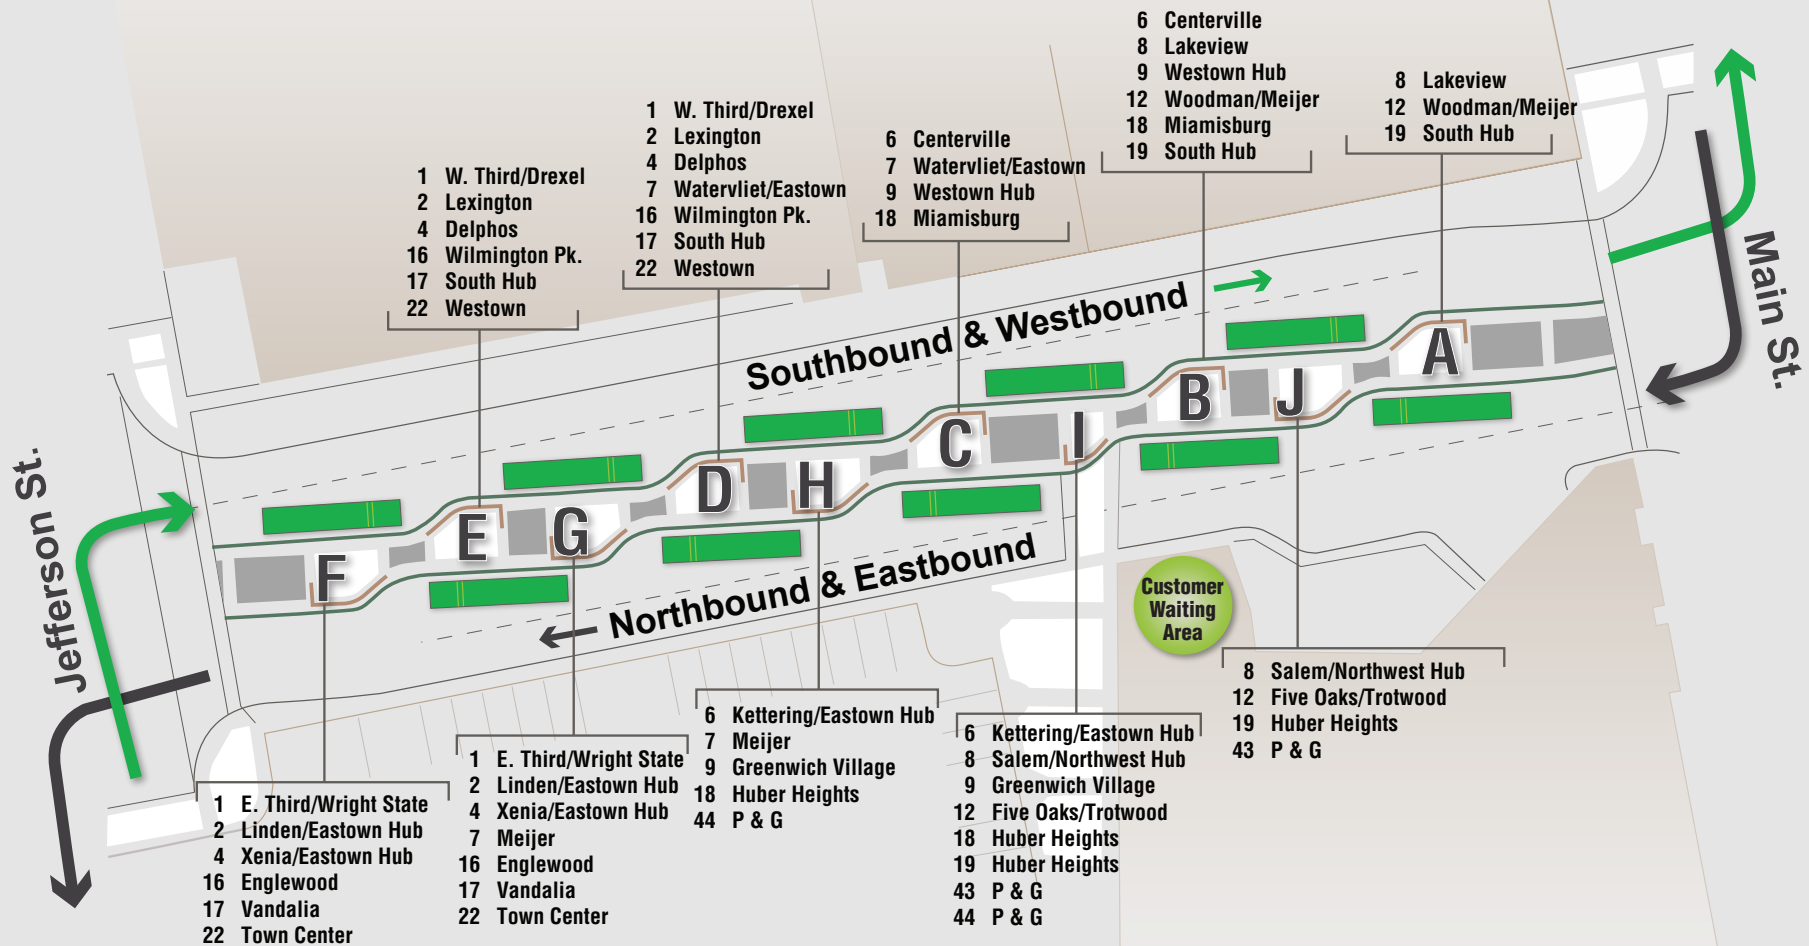 6 Centerville
8 Lakeview
9 Westown Hub
12 Woodman/Meijer
18 Miamisburg
19 South Hub
8 Lakeview
12 Woodman/Meijer
19 South Hub
1 W. Third/Drexel
2 Lexington
4 Delphos
7 Watervliet/Eastown
16 Wilmington Pk.
17 South Hub
22 Westown
6 Centerville
7 Watervliet/Eastown
9 Westown Hub
18 Miamisburg
1 W. Third/Drexel
2 Lexington
4 Delphos
16 Wilmington Pk.
17 South Hub
22 Westown
Main St.
Southbound & Westbound
A
J
B
I
C
H
D
G
E
F
Jefferson St.
Northbound & Eastbound
Customer
Waiting
Area
8 Salem/Northwest Hub
12 Five Oaks/Trotwood
19 Huber Heights
43 P & G
6 Kettering/Eastown Hub
7 Meijer
9 Greenwich Village
18 Huber Heights
44 P & G
6 Kettering/Eastown Hub
8 Salem/Northwest Hub
9 Greenwich Village
12 Five Oaks/Trotwood
18 Huber Heights
19 Huber Heights
43 P & G
44 P & G
1 E. Third/Wright State
2 Linden/Eastown Hub
4 Xenia/Eastown Hub
7 Meijer
16 Englewood
17 Vandalia
22 Town Center
1 E. Third/Wright State
2 Linden/Eastown Hub
4 Xenia/Eastown Hub
16 Englewood
17 Vandalia
22 Town Center